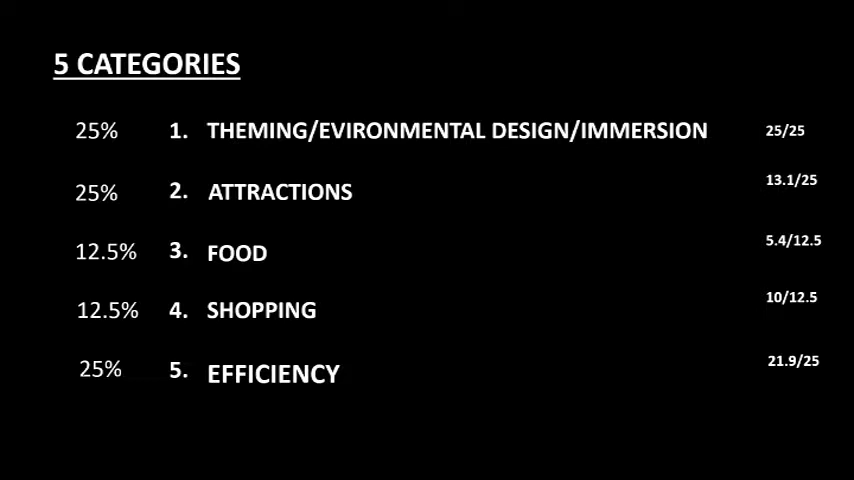 5 CATEGORIES
25% 1. THEMING/EVIRONMENTAL DESIGN/IMMERSION 25/25
25% 2. ATTRACTIONS 13.1/25
12.5% 3. FOOD 5.4/12.5
12.5% 4. SHOPPING 10/12.5
25% 5. EFFICIENCY 21.9/25